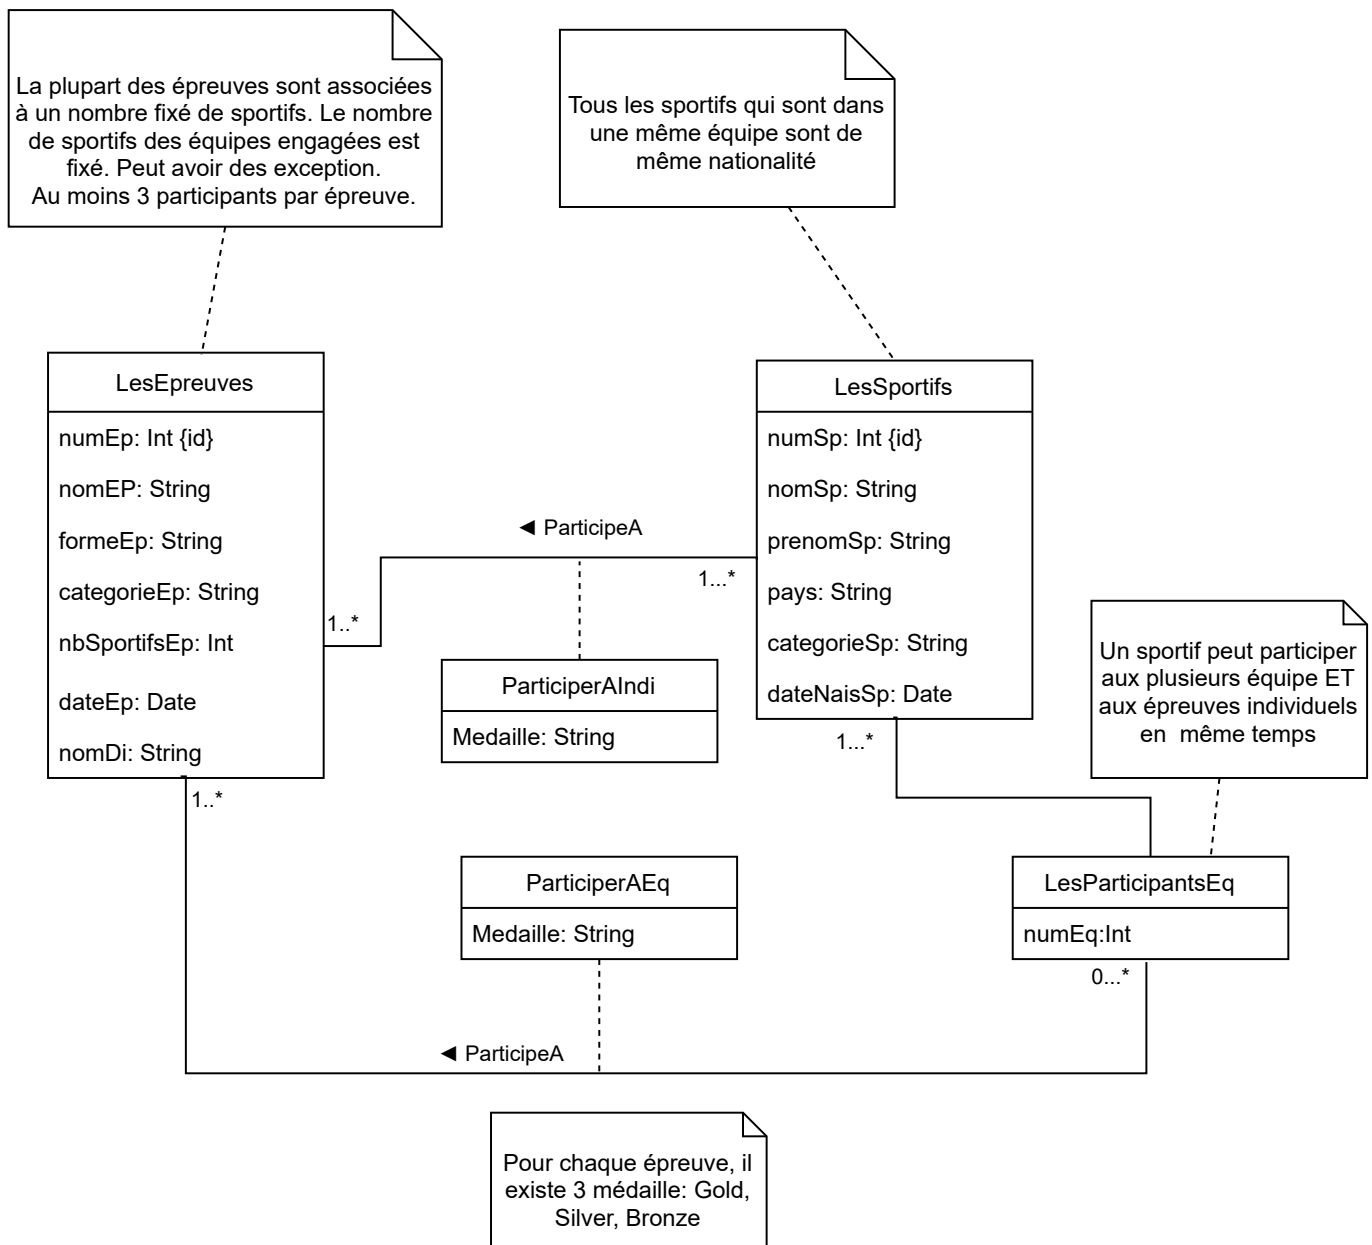 La plupart des épreuves sont associées
à un nombre fixé de sportifs. Le nombre
de sportifs des équipes engagées est
fixé. Peut avoir des exception.
Au moins 3 participants par épreuve.
Tous les sportifs qui sont dans
une même équipe sont de
même nationalité
LesEpreuves
numEp: Int {id}
nomEP: String
formeEp: String
categorieEp: String
nbSportifsEp: Int
dateEp: Date
nomDi: String
LesSportifs
numSp: Int {id}
nomSp: String
prenomSp: String
pays: String
categorieSp: String
dateNaisSp: Date
◄ ParticipeA
1...*
1..*
ParticiperAIndi
Medaille: String
Un sportif peut participer
aux plusieurs équipe ET
aux épreuves individuels
en même temps
1...*
1..*
ParticiperAEq
Medaille: String
LesParticipantsEq
numEq:Int
0...*
◄ ParticipeA
Pour chaque épreuve, il
existe 3 médaille: Gold,
Silver, Bronze